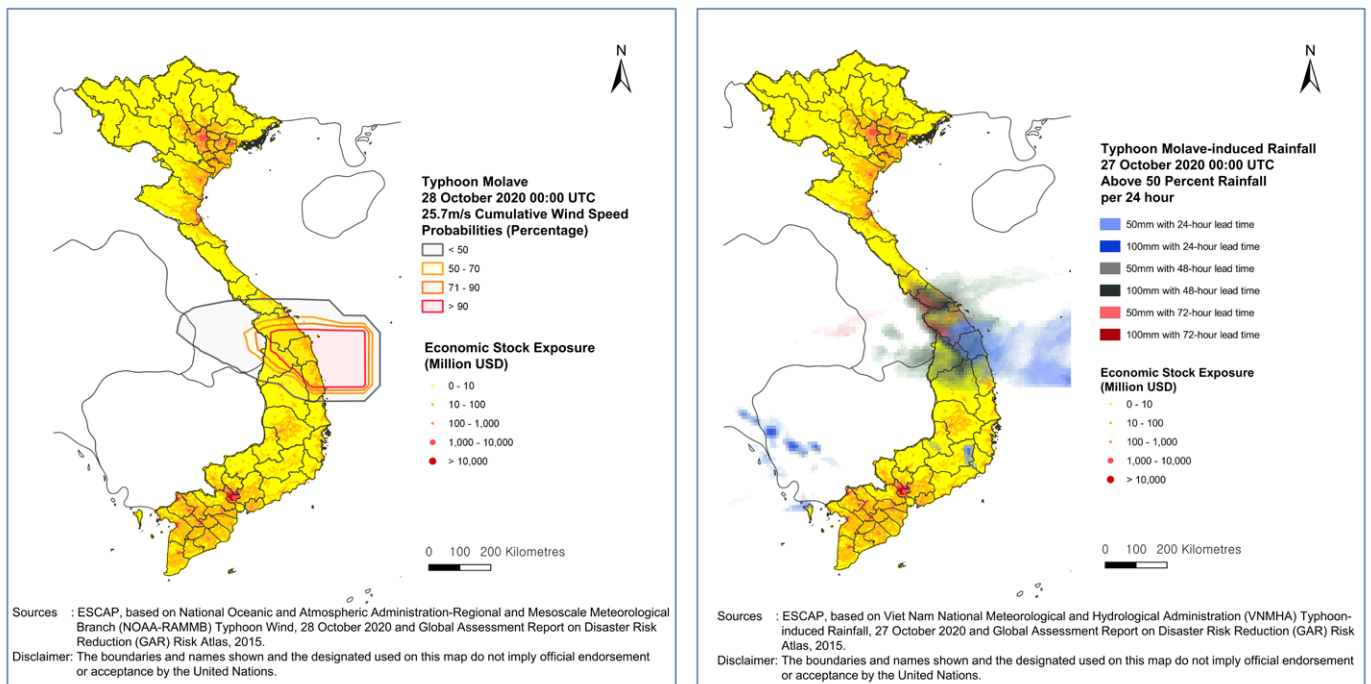 N
Typhoon Molave
28 October 2020 00:00 UTC
25.7m/s Cumulative Wind Speed
Probabilities (Percentage)
< 50
50 - 70
71 - 90
> 90
Economic Stock Exposure
(Million USD)
0 - 10
10 - 100
100 - 1,000
1,000 - 10,000
> 10,000
0 100 200 Kilometres
Sources : ESCAP, based on National Oceanic and Atmospheric Administration-Regional and Mesoscale Meteorological
Branch (NOAA-RAMMB) Typhoon Wind, 28 October 2020 and Global Assessment Report on Disaster Risk
Reduction (GAR) Risk Atlas, 2015.
Disclaimer: The boundaries and names shown and the designated used on this map do not imply official endorsement
or acceptance by the United Nations.
N
Typhoon Molave-induced Rainfall
27 October 2020 00:00 UTC
Above 50 Percent Rainfall
per 24 hour
50mm with 24-hour lead time
100mm with 24-hour lead time
50mm with 48-hour lead time
100mm with 48-hour lead time
50mm with 72-hour lead time
100mm with 72-hour lead time
Economic Stock Exposure
(Million USD)
0 - 10
10 - 100
100 - 1,000
1,000 - 10,000
> 10,000
0 100 200 Kilometres
Sources : ESCAP, based on Viet Nam National Meteorological and Hydrological Administration (VNMHA) Typhoon-
induced Rainfall, 27 October 2020 and Global Assessment Report on Disaster Risk Reduction (GAR) Risk
Atlas, 2015.
Disclaimer: The boundaries and names shown and the designated used on this map do not imply official endorsement
or acceptance by the United Nations.